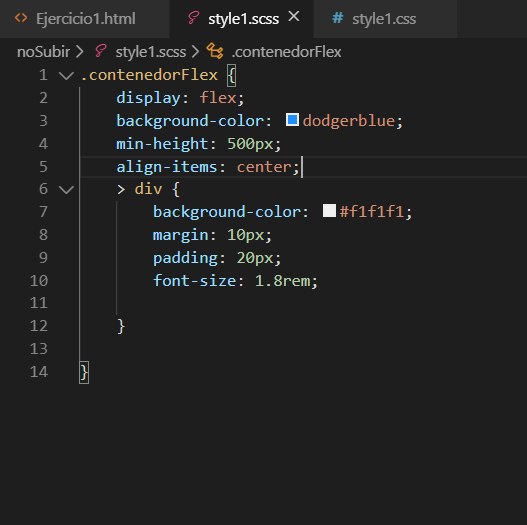 <> Ejercicio1.html style1.scss × # style1.css
noSubir > style1.scss > .contenedorFlex
1 .contenedorFlex {
2 display: flex;
3 background-color: dodgerblue;
4 min-height: 500px;
5 align-items: center;
6 > div {
7 background-color: #f1f1f1;
8 margin: 10px;
9 padding: 20px;
10 font-size: 1.8rem;
11
12 }
13
14 }